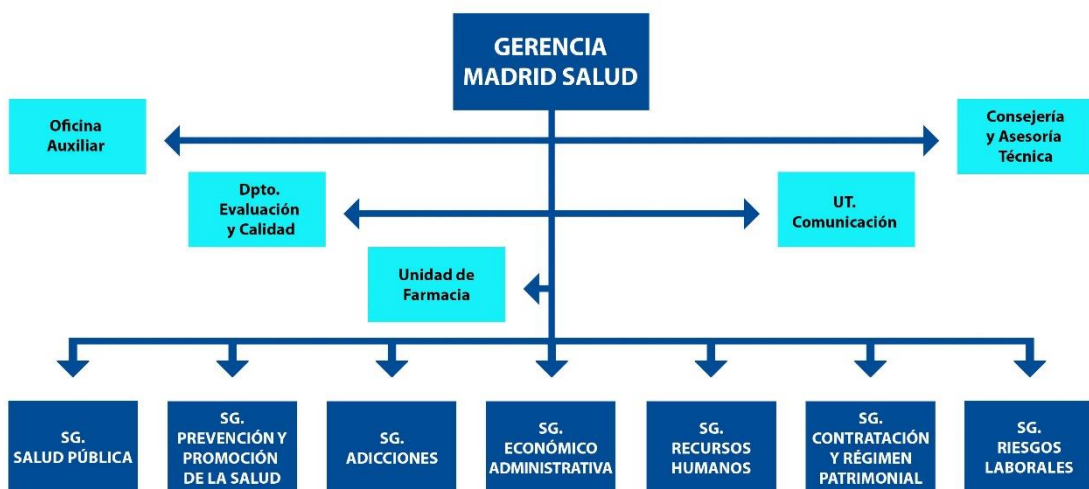 GERENCIA
MADRID SALUD
Oficina
Auxiliar
Consejería
y Asesoría
Técnica
Dpto.
Evaluación
y Calidad
UT.
Comunicación
Unidad de
Farmacia
SG.
SALUD PÚBLICA
SG.
PREVENCIÓN Y
PROMOCIÓN
DE LA SALUD
SG.
ADICCIONES
SG.
ECONÓMICO
ADMINISTRATIVA
SG.
RECURSOS
HUMANOS
SG.
CONTRATACIÓN
Y RÉGIMEN
PATRIMONIAL
SG.
RIESGOS
LABORALES